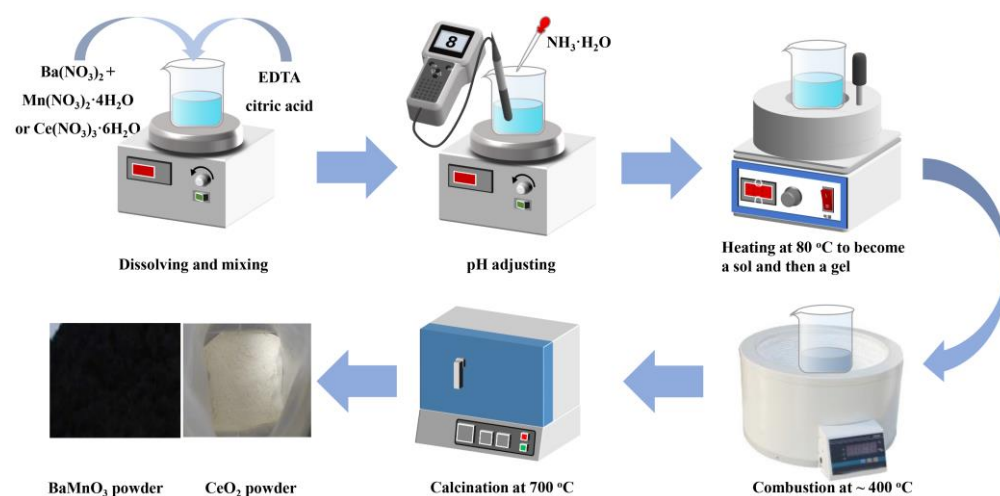 Ba(NO₃)₂ +
Mn(NO₃)₂·4H₂O
or Ce(NO₃)₃·6H₂O
EDTA
citric acid
8
NH₃·H₂O
Dissolving and mixing
pH adjusting
Heating at 80 °C to become
a sol and then a gel
BaMnO₃ powder
CeO₂ powder
Calcination at 700 °C
Combustion at ~ 400 °C